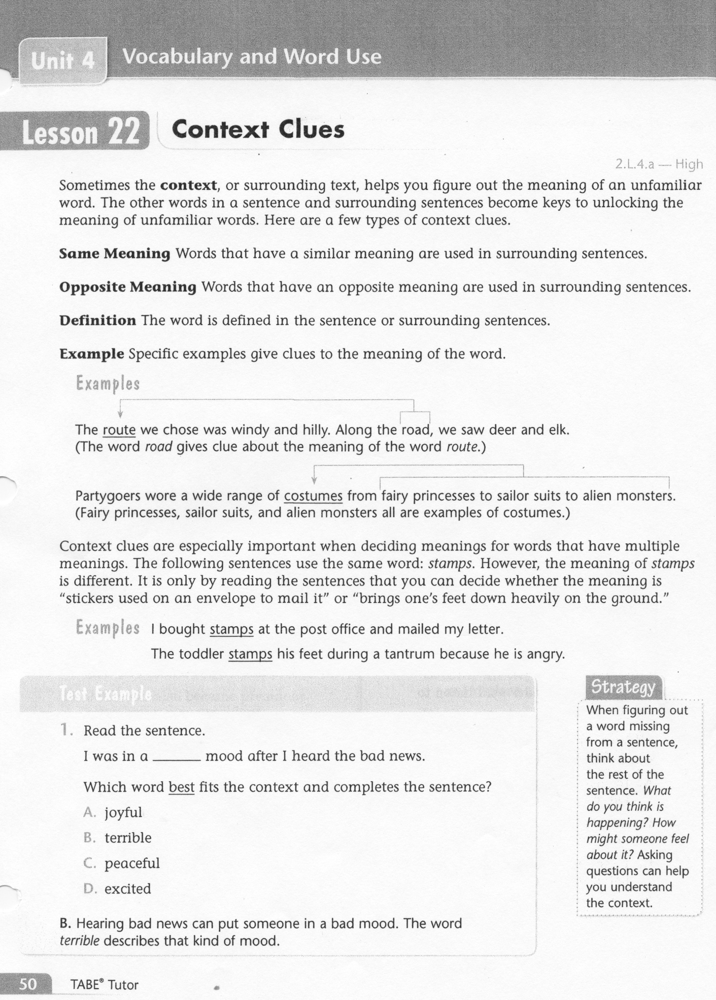 Unit 4 Vocabulary and Word Use
Lesson 22 Context Clues
2.L.4.a — High
Sometimes the context, or surrounding text, helps you figure out the meaning of an unfamiliar
word. The other words in a sentence and surrounding sentences become keys to unlocking the
meaning of unfamiliar words. Here are a few types of context clues.
Same Meaning Words that have a similar meaning are used in surrounding sentences.
Opposite Meaning Words that have an opposite meaning are used in surrounding sentences.
Definition The word is defined in the sentence or surrounding sentences.
Example Specific examples give clues to the meaning of the word.
Examples
The route we chose was windy and hilly. Along the road, we saw deer and elk.
(The word road gives clue about the meaning of the word route.)
Partygoers wore a wide range of costumes from fairy princesses to sailor suits to alien monsters.
(Fairy princesses, sailor suits, and alien monsters all are examples of costumes.)
Context clues are especially important when deciding meanings for words that have multiple
meanings. The following sentences use the same word: stamps. However, the meaning of stamps
is different. It is only by reading the sentences that you can decide whether the meaning is
“stickers used on an envelope to mail it” or “brings one’s feet down heavily on the ground.”
Examples I bought stamps at the post office and mailed my letter.
The toddler stamps his feet during a tantrum because he is angry.
Test Example
1. Read the sentence.
I was in a ______ mood after I heard the bad news.
Which word best fits the context and completes the sentence?
A. joyful
B. terrible
C. peaceful
D. excited
B. Hearing bad news can put someone in a bad mood. The word
terrible describes that kind of mood.
Strategy
When figuring out
a word missing
from a sentence,
think about
the rest of the
sentence. What
do you think is
happening? How
might someone feel
about it? Asking
questions can help
you understand
the context.
50 TABE® Tutor